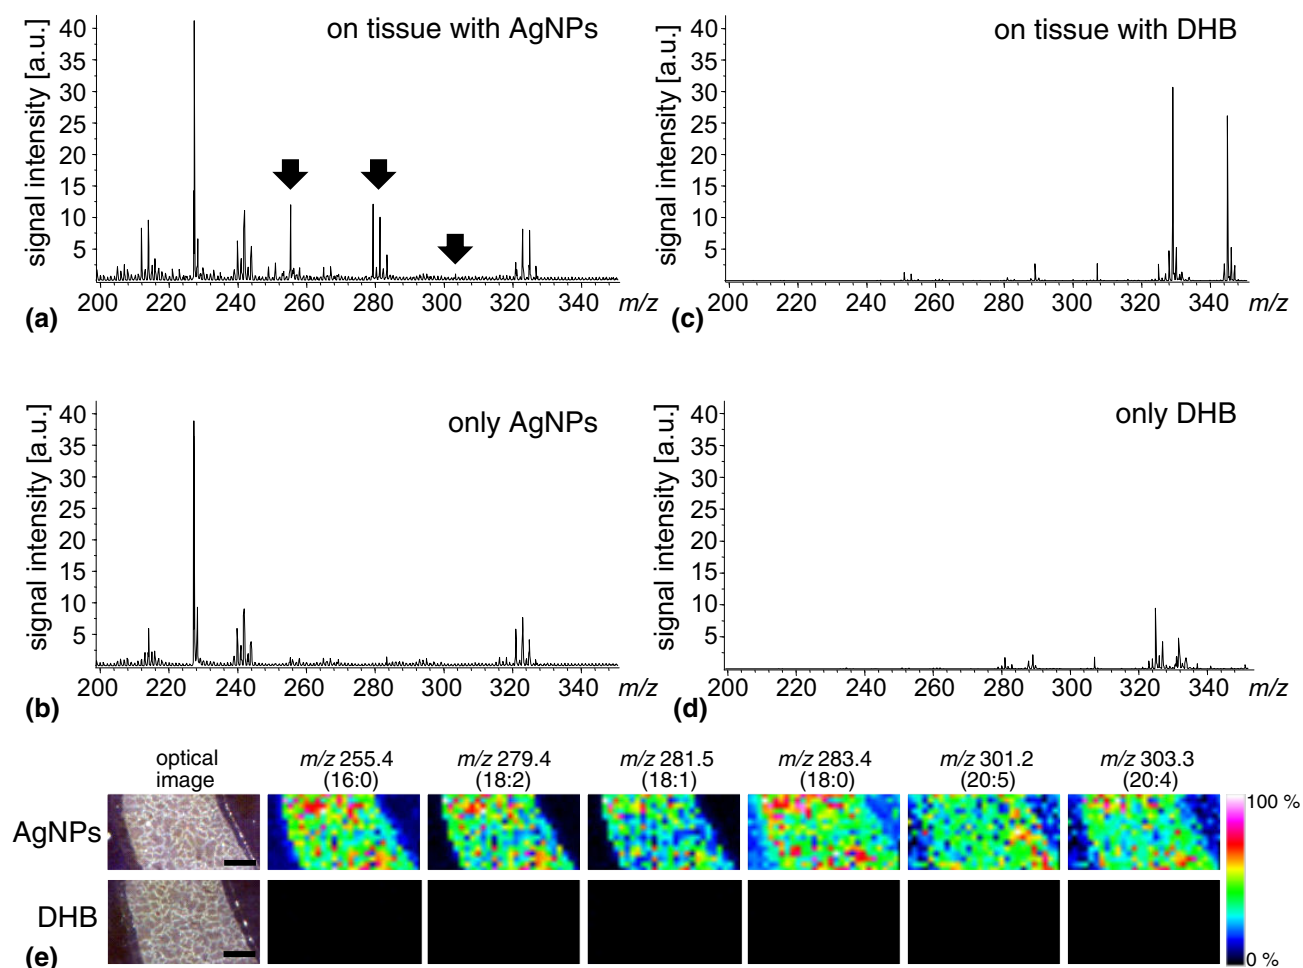 on tissue with AgNPs
signal intensity [a.u.]
40
35
30
25
20
15
10
5
200 220 240 260 280 300 320 340 m/z
(a)
on tissue with DHB
signal intensity [a.u.]
40
35
30
25
20
15
10
5
200 220 240 260 280 300 320 340 m/z
(c)
only AgNPs
signal intensity [a.u.]
40
35
30
25
20
15
10
5
200 220 240 260 280 300 320 340 m/z
(b)
only DHB
signal intensity [a.u.]
40
35
30
25
20
15
10
5
200 220 240 260 280 300 320 340 m/z
(d)
optical image
m/z 255.4 (16:0)
m/z 279.4 (18:2)
m/z 281.5 (18:1)
m/z 283.4 (18:0)
m/z 301.2 (20:5)
m/z 303.3 (20:4)
AgNPs
100 %
DHB
0 %
(e)